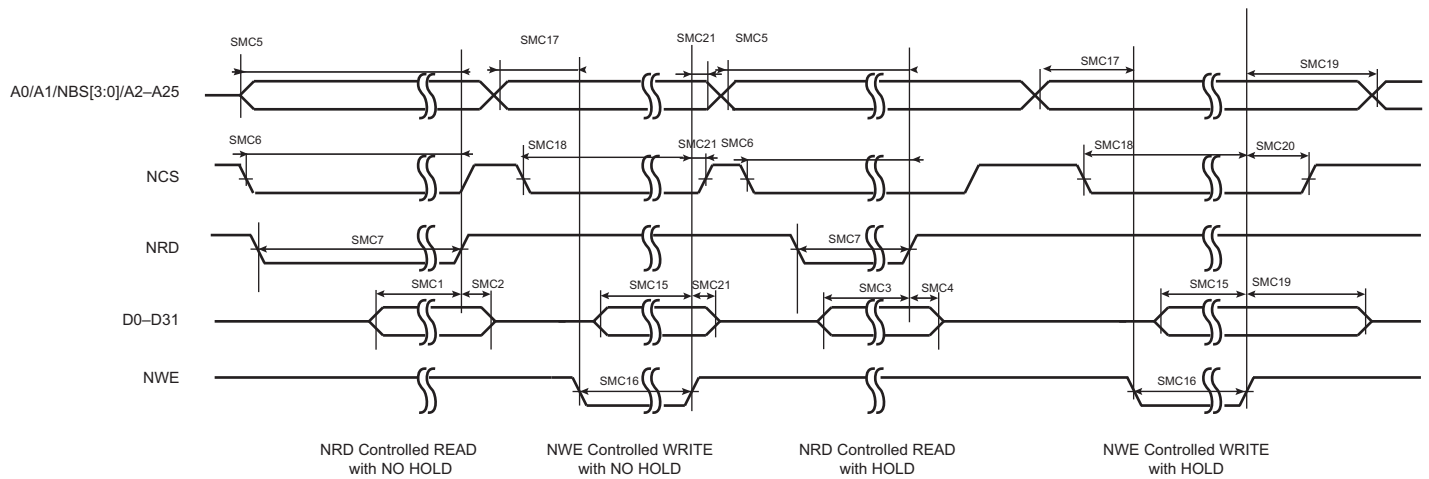 SMC5
SMC17
SMC21
SMC5
SMC17
SMC19
A0/A1/NBS[3:0]/A2–A25
SMC6
SMC18
SMC21
SMC6
SMC18
SMC20
NCS
SMC7
SMC7
NRD
SMC1
SMC2
SMC15
SMC21
SMC3
SMC4
SMC15
SMC19
D0–D31
NWE
SMC16
SMC16
NRD Controlled READ
with NO HOLD
NWE Controlled WRITE
with NO HOLD
NRD Controlled READ
with HOLD
NWE Controlled WRITE
with HOLD